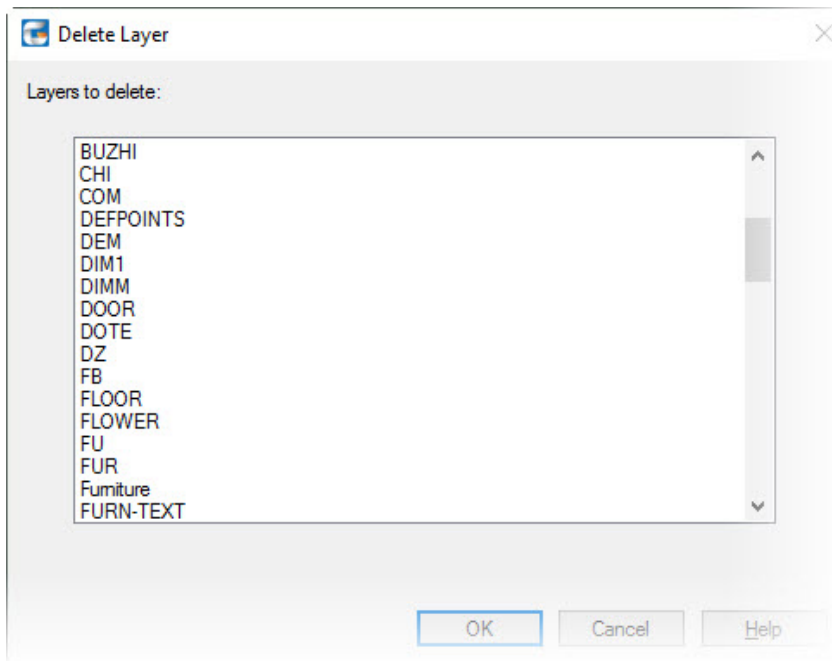 Delete Layer
Layers to delete:
BUZHI
CHI
COM
DEFPOINTS
DEM
DIM1
DIMM
DOOR
DOTE
DZ
FB
FLOOR
FLOWER
FU
FUR
Furniture
FURN-TEXT
OK Cancel Help